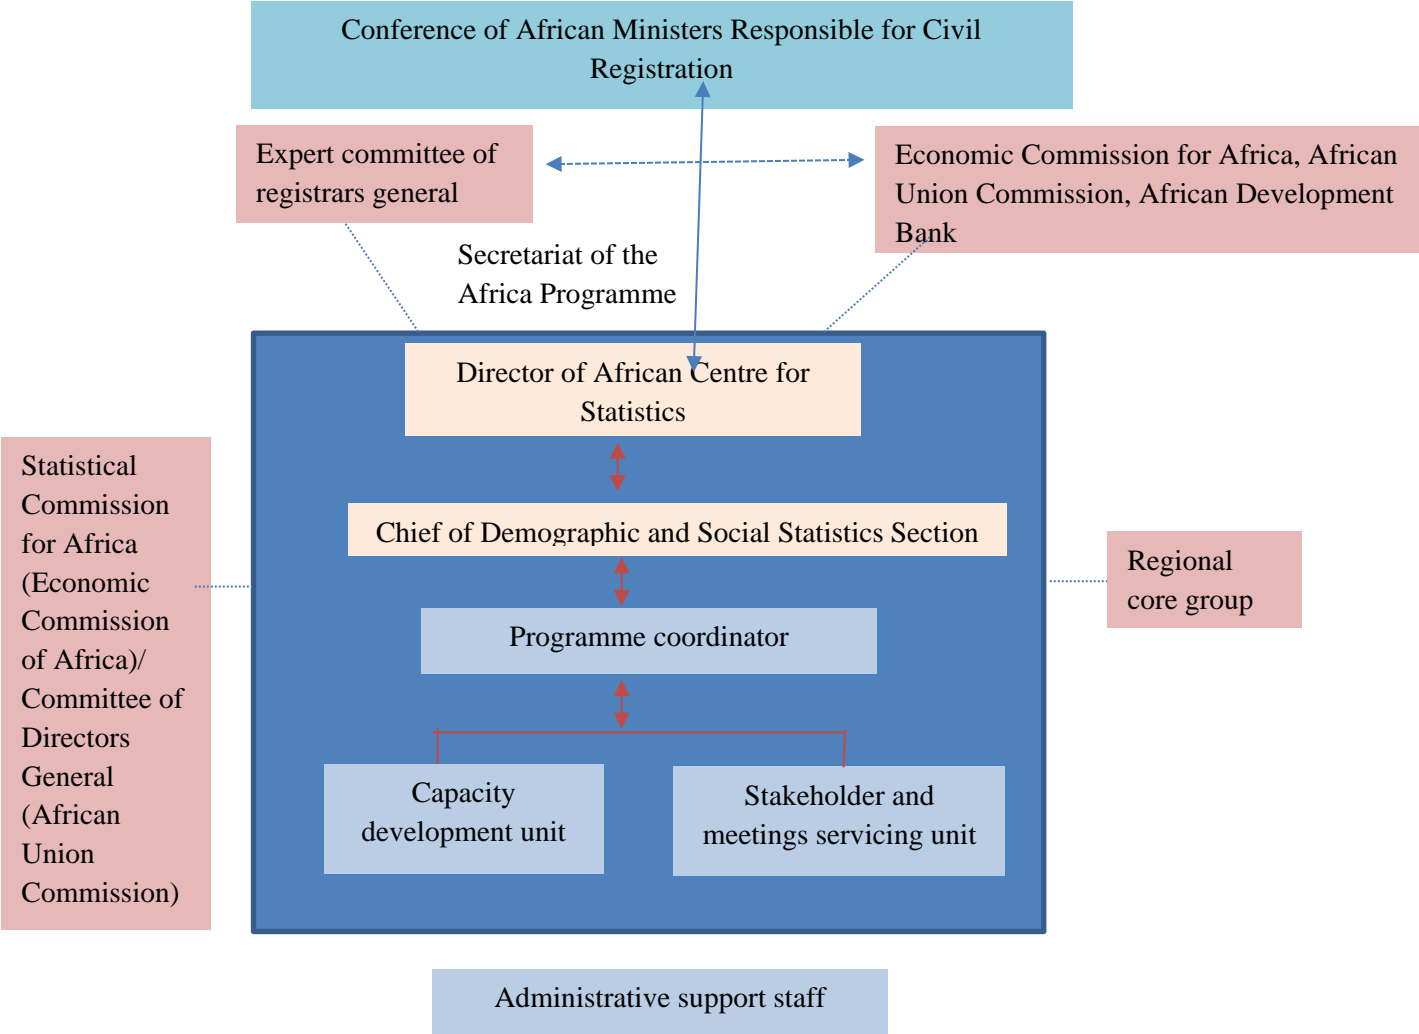 Conference of African Ministers Responsible for Civil
Registration
Expert committee of
registrars general
Economic Commission for Africa, African
Union Commission, African Development
Bank
Secretariat of the
Africa Programme
Director of African Centre for
Statistics
Statistical
Commission
for Africa
(Economic
Commission
of Africa)/
Committee of
Directors
General
(African
Union
Commission)
Chief of Demographic and Social Statistics Section
Regional
core group
Programme coordinator
Capacity
development unit
Stakeholder and
meetings servicing unit
Administrative support staff